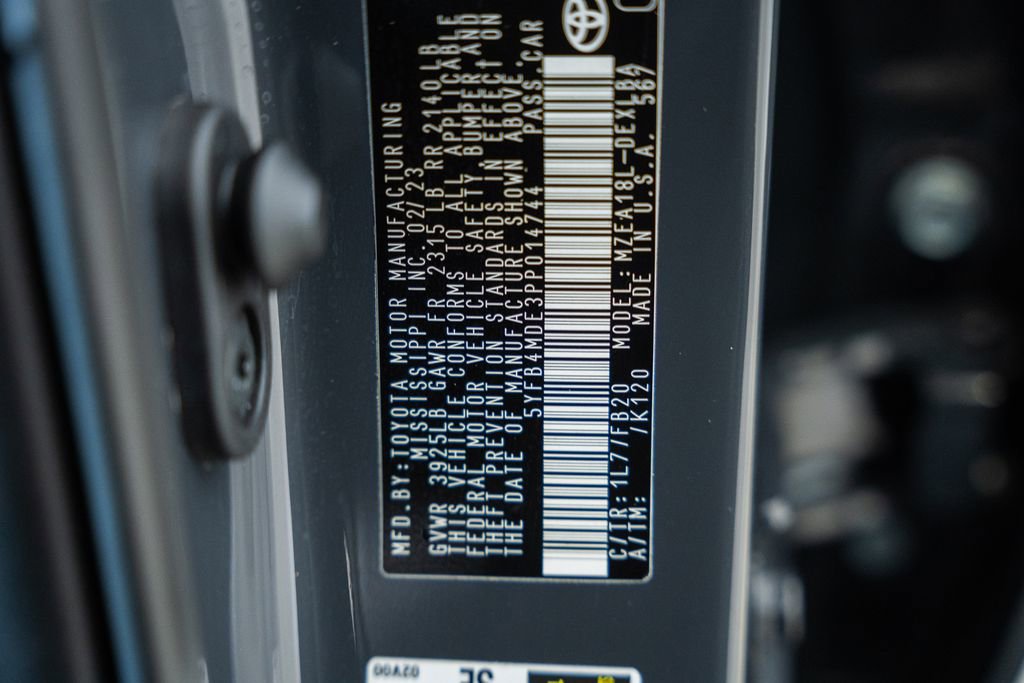 MFD.BY:TOYOTA MOTOR MANUFACTURING
MISSISSIPPI INC. 02/23
GVWR 3925LB GAWR FR 2315 LB RR 2140 LB
THIS VEHICLE CONFORMS TO ALL APPLICABLE
FEDERAL MOTOR VEHICLE SAFETY BUMPER AND
THEFT PREVENTION STANDARDS IN EFFECT ON
THE DATE OF MANUFACTURE SHOWN ABOVE.
5YFB4MDE3PP014744 PASS.CAR
C/TR:1L77/FB20 MODEL:MZEA18L-DEXLBA
A/TM: /K120 MADE IN U.S.A. 567
02V00